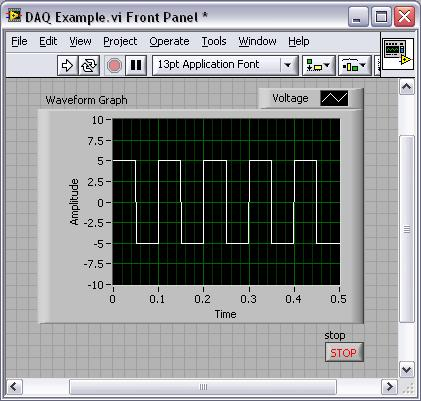 DAQ Example.vi Front Panel *
File Edit View Project Operate Tools Window Help
13pt Application Font
Waveform Graph
Voltage
10
7.5
5
2.5
0
-2.5
-5
-7.5
-10
Amplitude
0 0.1 0.2 0.3 0.4 0.5
Time
stop
STOP